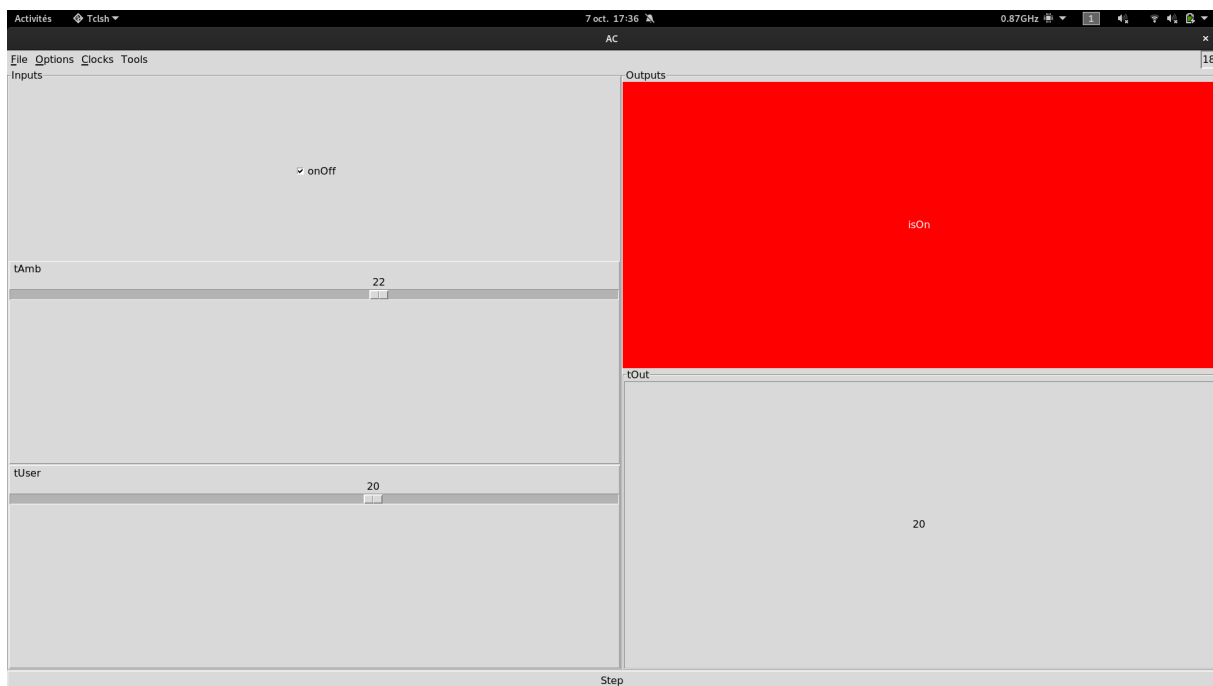 Activités Tclsh 7 oct. 17:36 0.87GHz 1
AC ×
File Options Clocks Tools 18
Inputs
onOff
tAmb
22
tUser
20
Outputs
isOn
tOut
20
Step